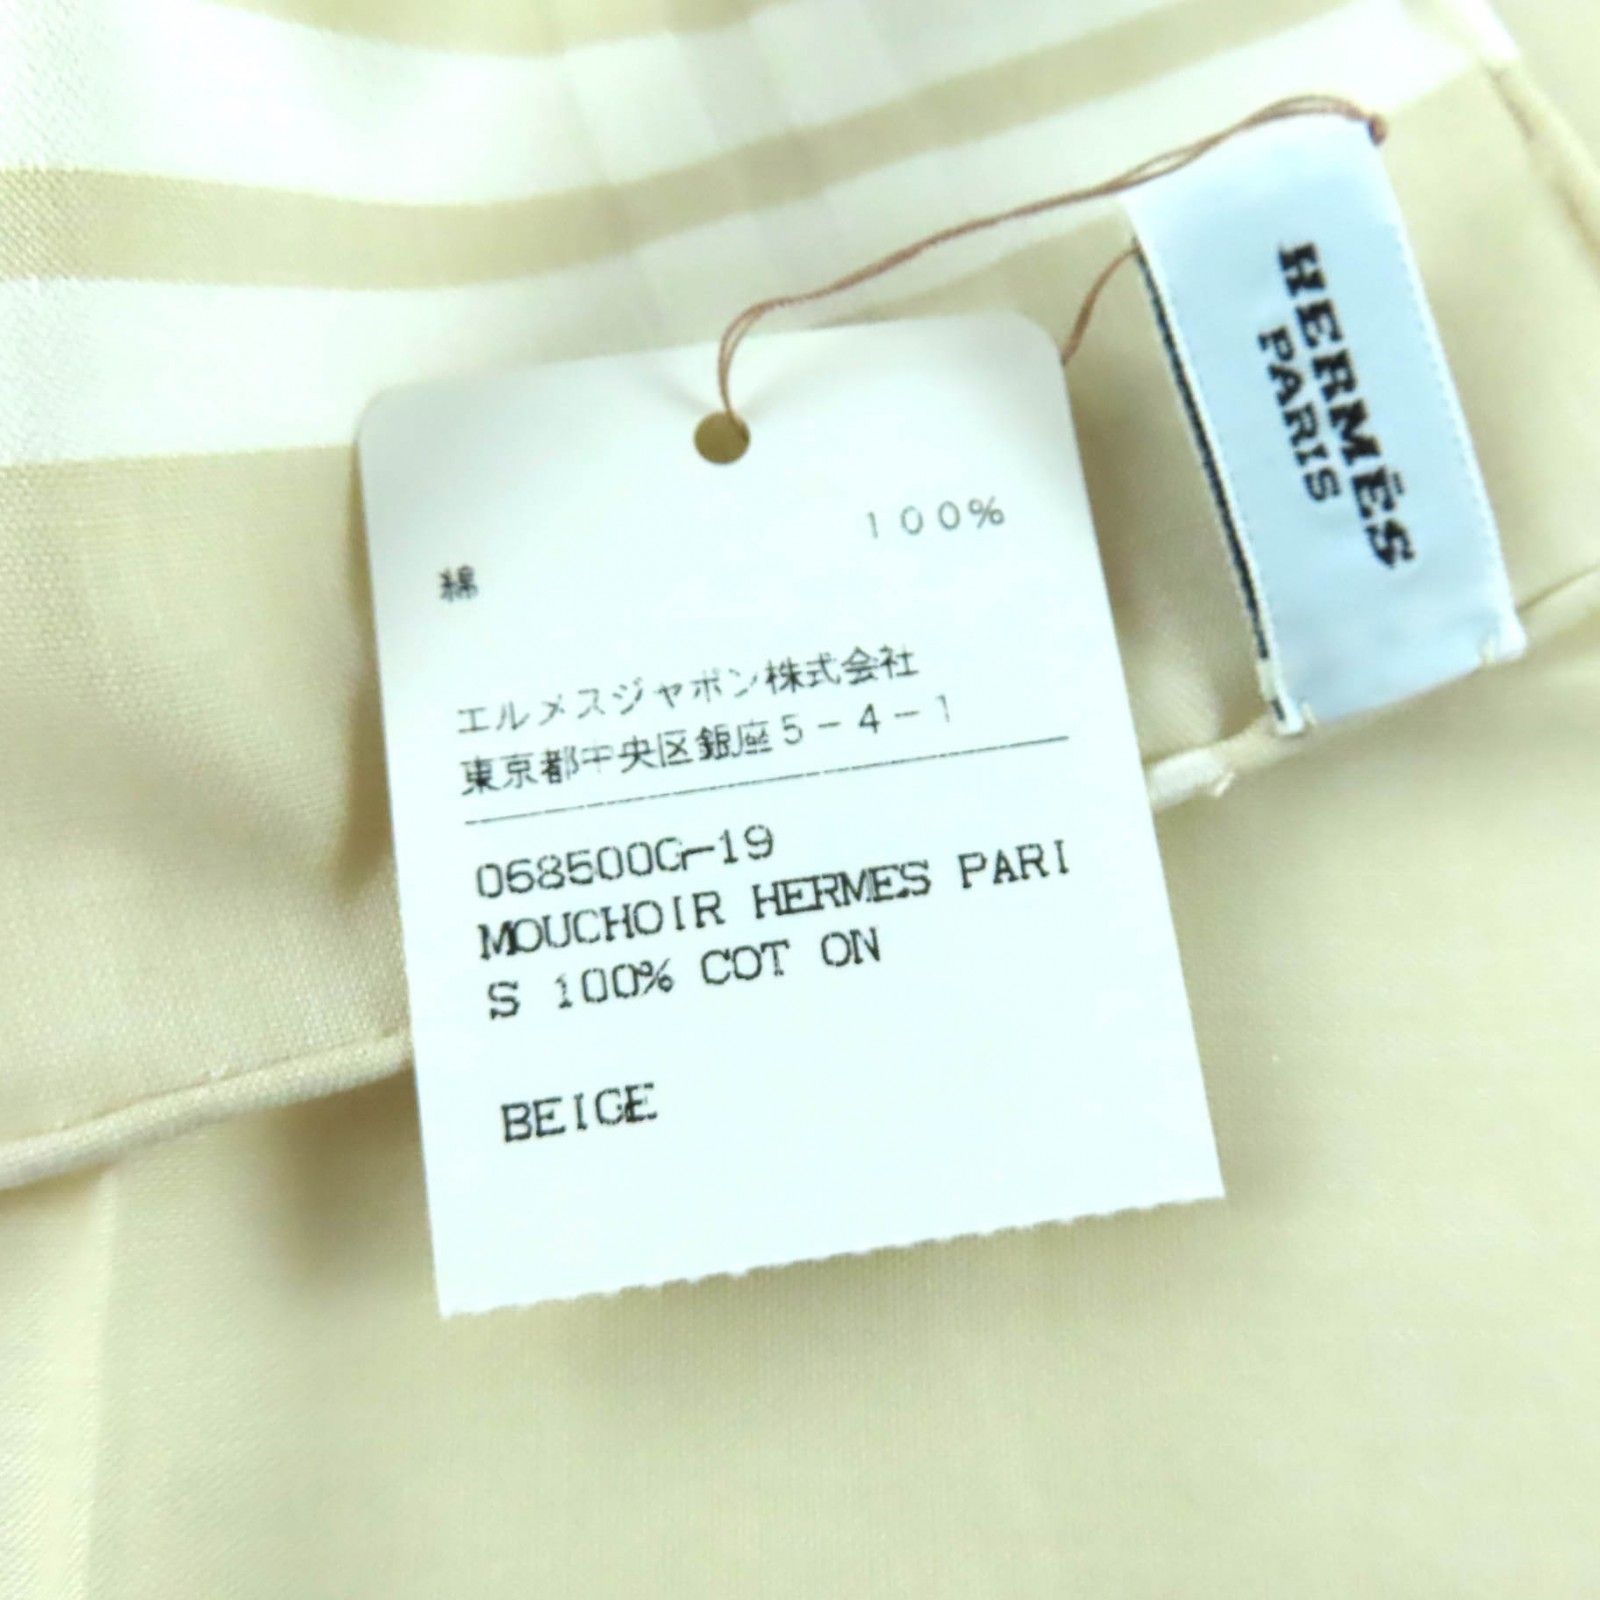 HERMÈS
PARIS
綿 100%
エルメスジャポン株式会社
東京都中央区銀座5-4-1
058500G-19
MOUCHOIR HERMES PARI
S 100% COT ON
BEIGE